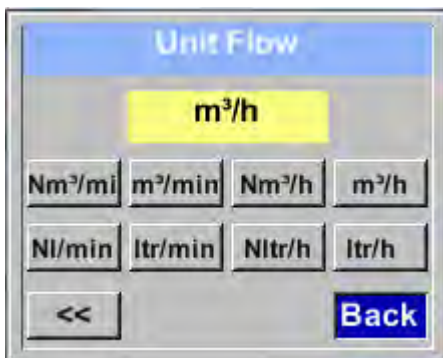 Unit Flow
m³/h
Nm³/mi m³/min Nm³/h m³/h
Nl/min ltr/min Nltr/h ltr/h
<< Back